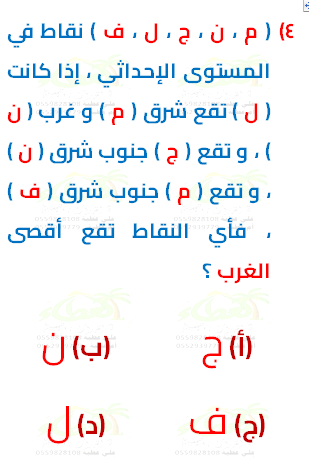 ٤) ( م ، ن ، ج ، ل ، ف ) نقاط في
المستوى الإحداثي ، إذا كانت
( ل ) تقع شرق ( م ) و غرب ( ن
) ، و تقع ( ج ) جنوب شرق ( ن )
، و تقع ( م ) جنوب شرق ( ف )
، فأي النقاط تقع أقصى
الغرب ؟
(أ) ج (ب) ن
(ج) ف (د) ل